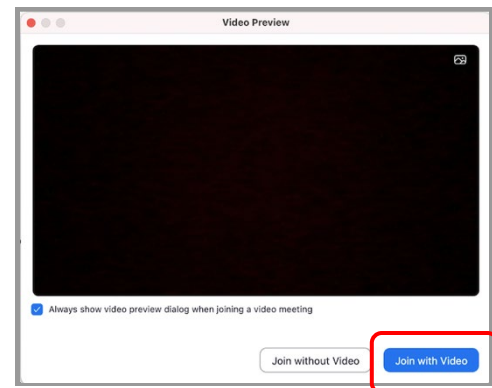 Video Preview
Always show video preview dialog when joining a video meeting
Join without Video
Join with Video